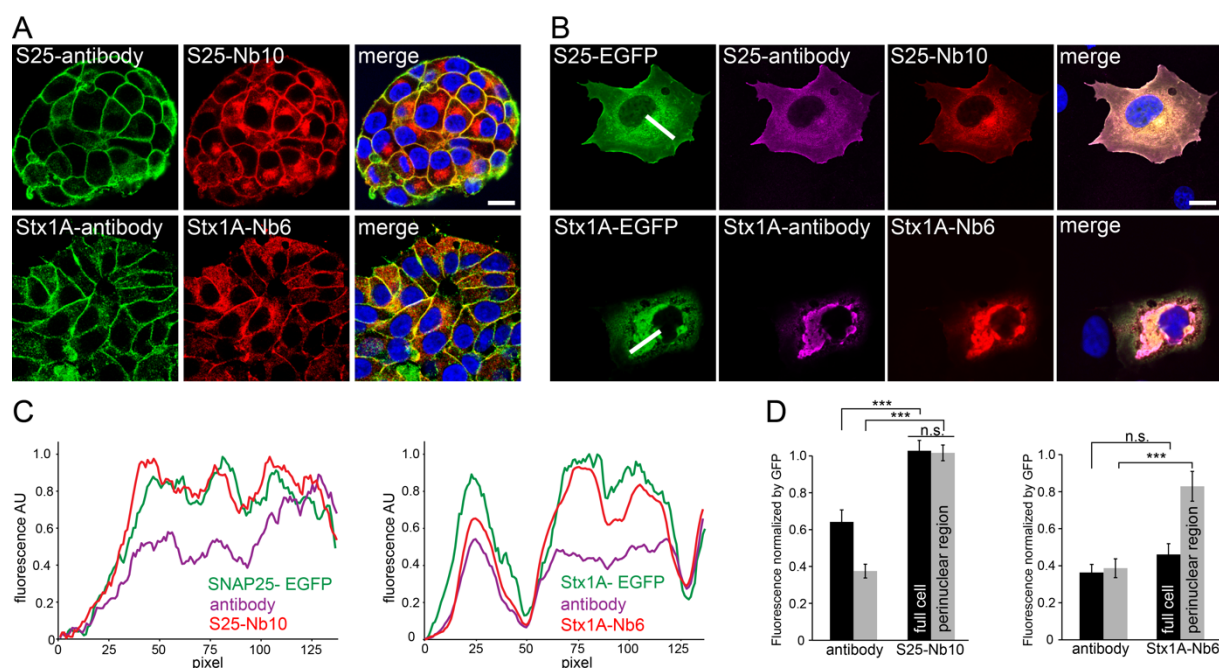 A
S25-antibody S25-Nb10 merge
Stx1A-antibody Stx1A-Nb6 merge
B
S25-EGFP S25-antibody S25-Nb10 merge
Stx1A-EGFP Stx1A-antibody Stx1A-Nb6 merge
C
fluorescence AU
1.0
0.8
0.6
0.4
0.2
0
0 25 50 75 100 125
pixel
SNAP25- EGFP
antibody
S25-Nb10
1.0
0.8
0.6
0.4
0.2
0
0 25 50 75 100 125
pixel
Stx1A- EGFP
antibody
Stx1A-Nb6
D
Fluorescence normalized by GFP
1.0
0.8
0.6
0.4
0.2
0
***
***
n.s.
full cell
perinuclear region
antibody S25-Nb10
Fluorescence normalized by GFP
1.0
0.8
0.6
0.4
0.2
0
n.s.
***
full cell
perinuclear region
antibody Stx1A-Nb6